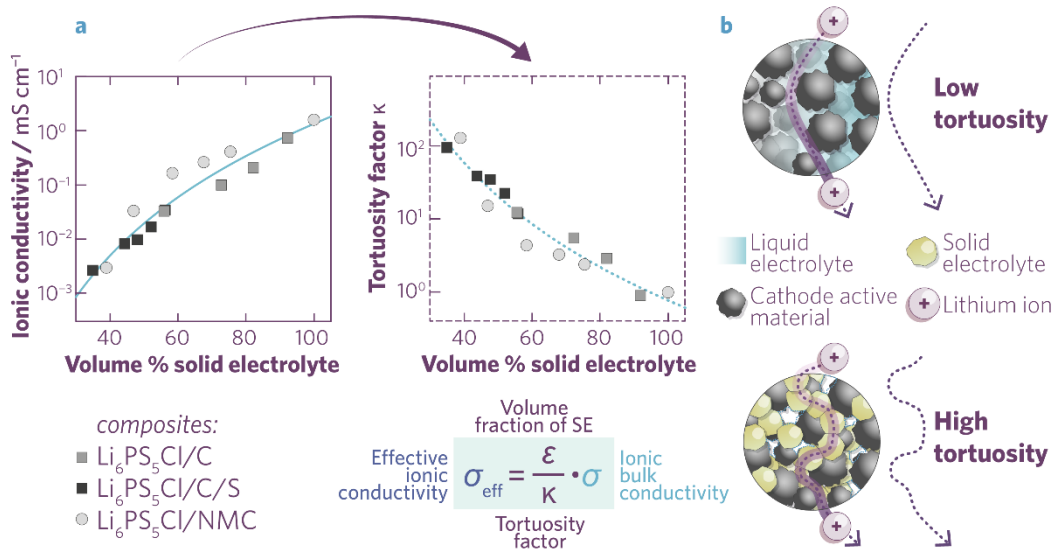 a
Ionic conductivity / mS cm⁻¹
10¹
10⁰
10⁻¹
10⁻²
10⁻³
40 60 80 100
Volume % solid electrolyte
Tortuosity factor κ
10²
10¹
10⁰
40 60 80 100
Volume % solid electrolyte
composites:
Li₆PS₅Cl/C
Li₆PS₅Cl/C/S
Li₆PS₅Cl/NMC
Volume
fraction of SE
Effective
ionic
conductivity
σeff = ε/κ • σ
Ionic
bulk
conductivity
Tortuosity
factor
b
+
Low
tortuosity
+
Liquid
electrolyte
Solid
electrolyte
Cathode active
material
+
Lithium ion
+
High
tortuosity
+